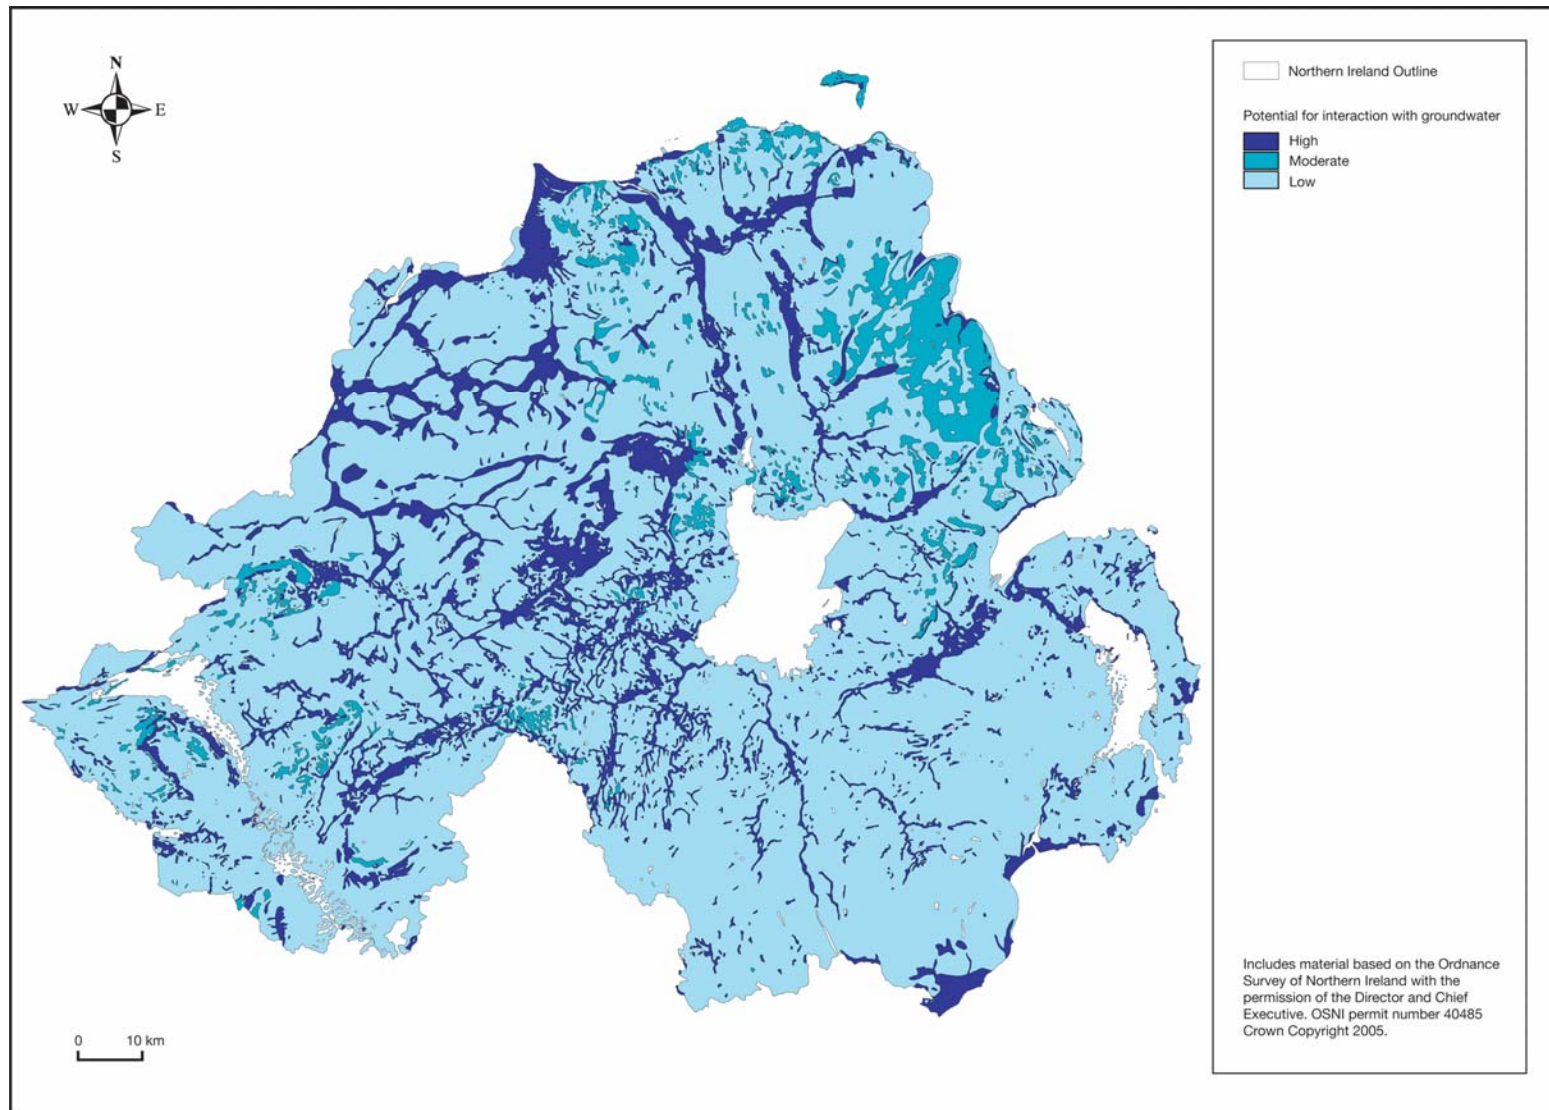 N
W E
S
Northern Ireland Outline
Potential for interaction with groundwater
High
Moderate
Low
Includes material based on the Ordnance
Survey of Northern Ireland with the
permission of the Director and Chief
Executive. OSNI permit number 40485
Crown Copyright 2005.
0 10 km